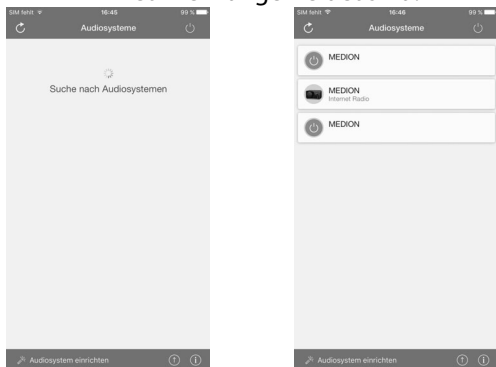 SIM fehlt 16:45 99 %
Audiosysteme
Suche nach Audiosystemen
Audiosystem einrichten
SIM fehlt 16:46 99 %
Audiosysteme
MEDION
MEDION
Internet Radio
MEDION
Audiosystem einrichten